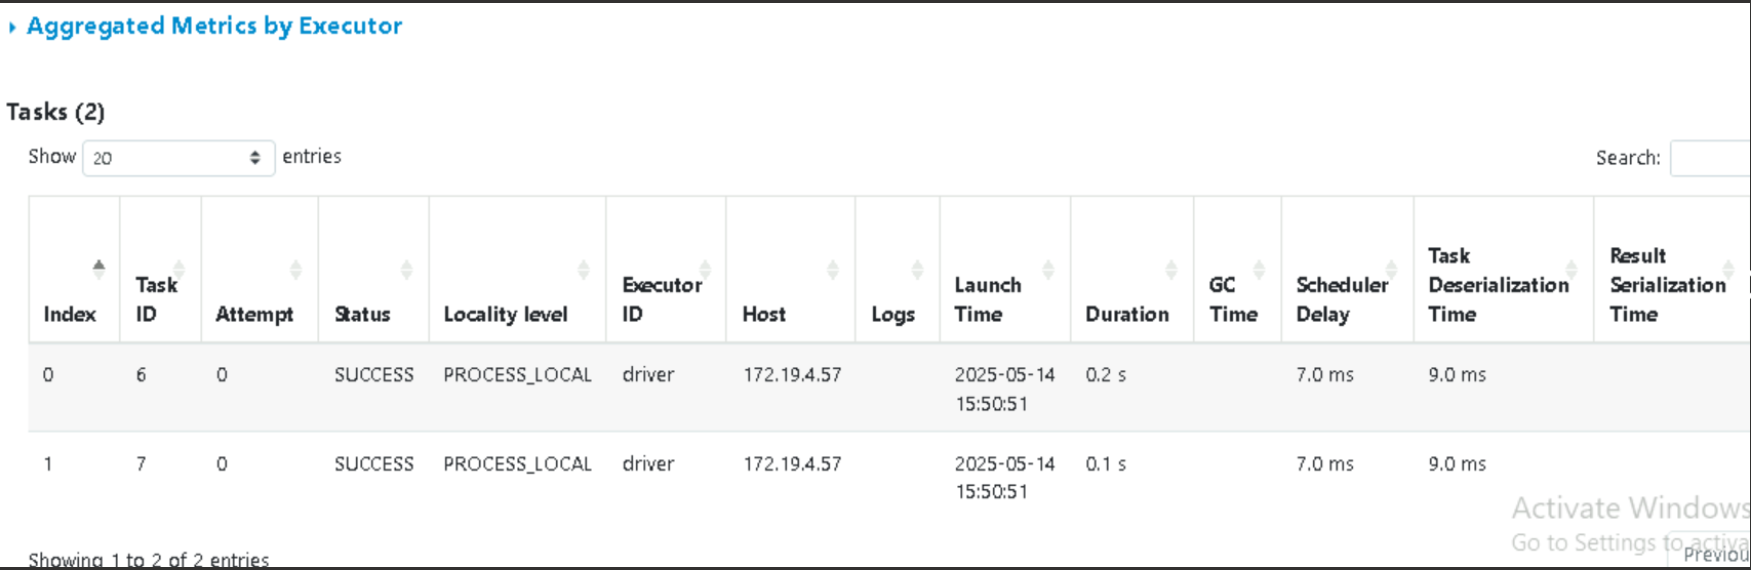 Aggregated Metrics by Executor
Tasks (2)
Show 20 entries
Search:
Index Task ID Attempt Status Locality level Executor ID Host Logs Launch Time Duration GC Time Scheduler Delay Task Deserialization Time Result Serialization Time
0 6 0 SUCCESS PROCESS_LOCAL driver 172.19.4.57 2025-05-14 15:50:51 0.2 s 7.0 ms 9.0 ms
1 7 0 SUCCESS PROCESS_LOCAL driver 172.19.4.57 2025-05-14 15:50:51 0.1 s 7.0 ms 9.0 ms
Activate Windows
Go to Settings to activa
Showing 1 to 2 of 2 entries
Previou